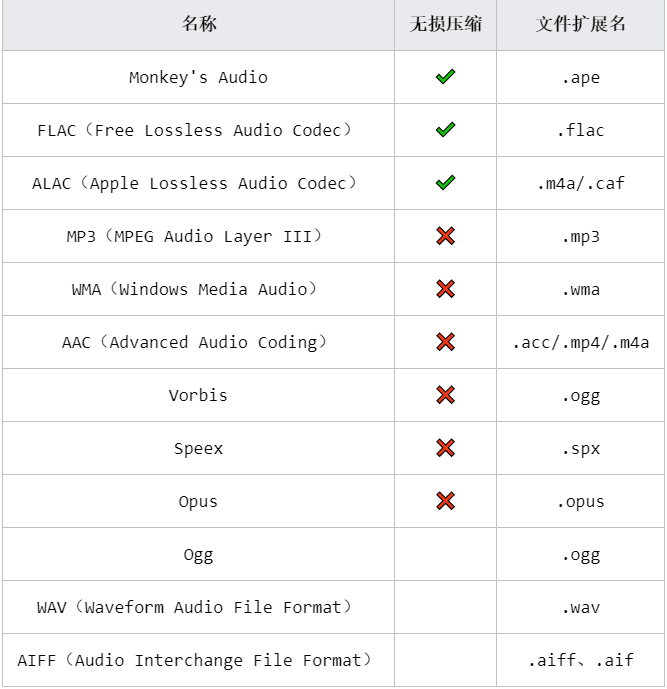 名称 无损压缩 文件扩展名
Monkey's Audio ✔ .ape
FLAC（Free Lossless Audio Codec） ✔ .flac
ALAC（Apple Lossless Audio Codec） ✔ .m4a/.caf
MP3（MPEG Audio Layer III） ✖ .mp3
WMA（Windows Media Audio） ✖ .wma
AAC（Advanced Audio Coding） ✖ .acc/.mp4/.m4a
Vorbis ✖ .ogg
Speex ✖ .spx
Opus ✖ .opus
Ogg .ogg
WAV（Waveform Audio File Format） .wav
AIFF（Audio Interchange File Format） .aiff、.aif